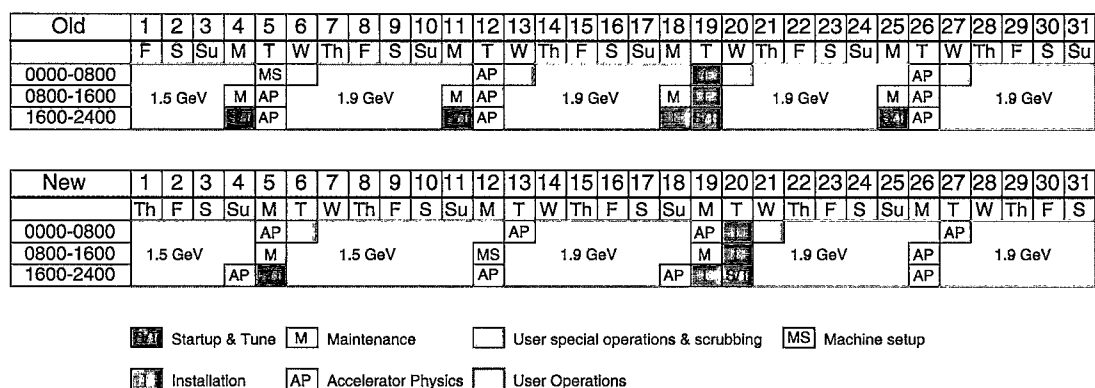 Old 1 2 3 4 5 6 7 8 9 10 11 12 13 14 15 16 17 18 19 20 21 22 23 24 25 26 27 28 29 30 31
F S Su M T W Th F S Su M T W Th F S Su M T W Th F S Su M T W Th F S Su
0000-0800 MS AP AP
0800-1600 1.5 GeV M AP 1.9 GeV M AP 1.9 GeV M 1.9 GeV M AP 1.9 GeV
1600-2400 AP AP S/T AP
New 1 2 3 4 5 6 7 8 9 10 11 12 13 14 15 16 17 18 19 20 21 22 23 24 25 26 27 28 29 30 31
Th F S Su M T W Th F S Su M T W Th F S Su M T W Th F S Su M T W Th F S
0000-0800 AP AP AP AP
0800-1600 1.5 GeV M 1.5 GeV MS 1.9 GeV M 1.9 GeV AP 1.9 GeV
1600-2400 AP S/T AP AP S/T AP
S/T Startup & Tune M Maintenance User special operations & scrubbing MS Machine setup
Installation AP Accelerator Physics User Operations